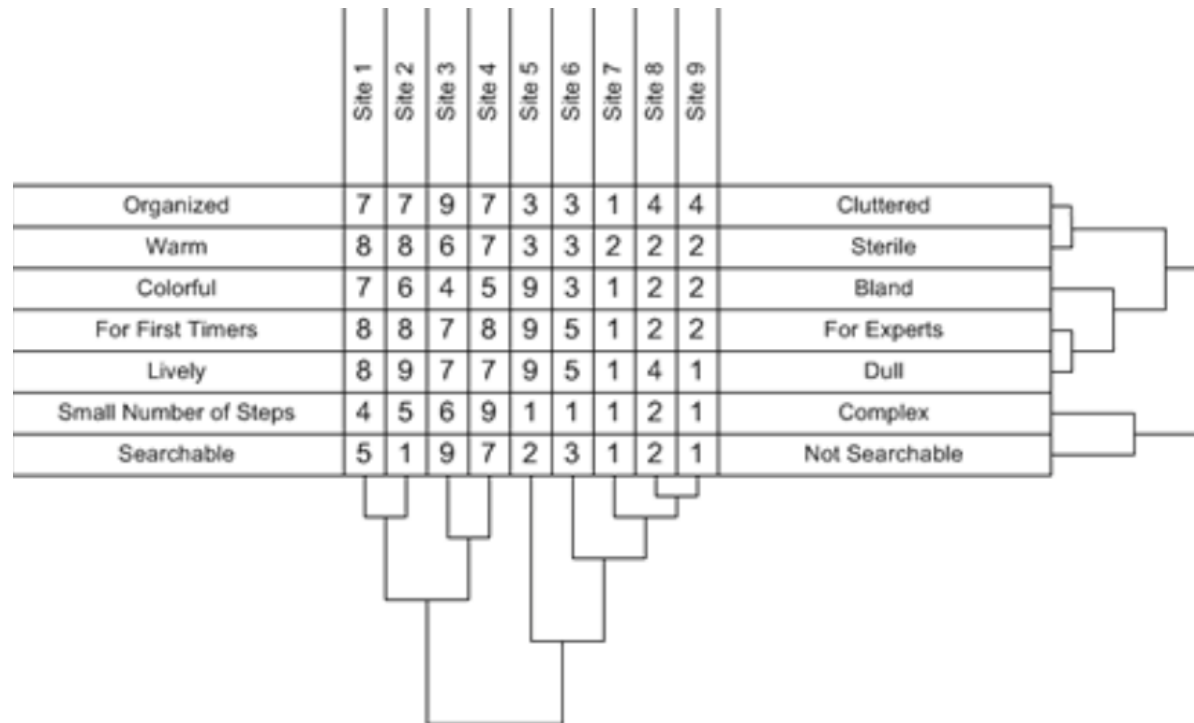 Site 1 Site 2 Site 3 Site 4 Site 5 Site 6 Site 7 Site 8 Site 9
Organized 7 7 9 7 3 3 1 4 4 Cluttered
Warm 8 8 6 7 3 3 2 2 2 Sterile
Colorful 7 6 4 5 9 3 1 2 2 Bland
For First Timers 8 8 7 8 9 5 1 2 2 For Experts
Lively 8 9 7 7 9 5 1 4 1 Dull
Small Number of Steps 4 5 6 9 1 1 1 2 1 Complex
Searchable 5 1 9 7 2 3 1 2 1 Not Searchable